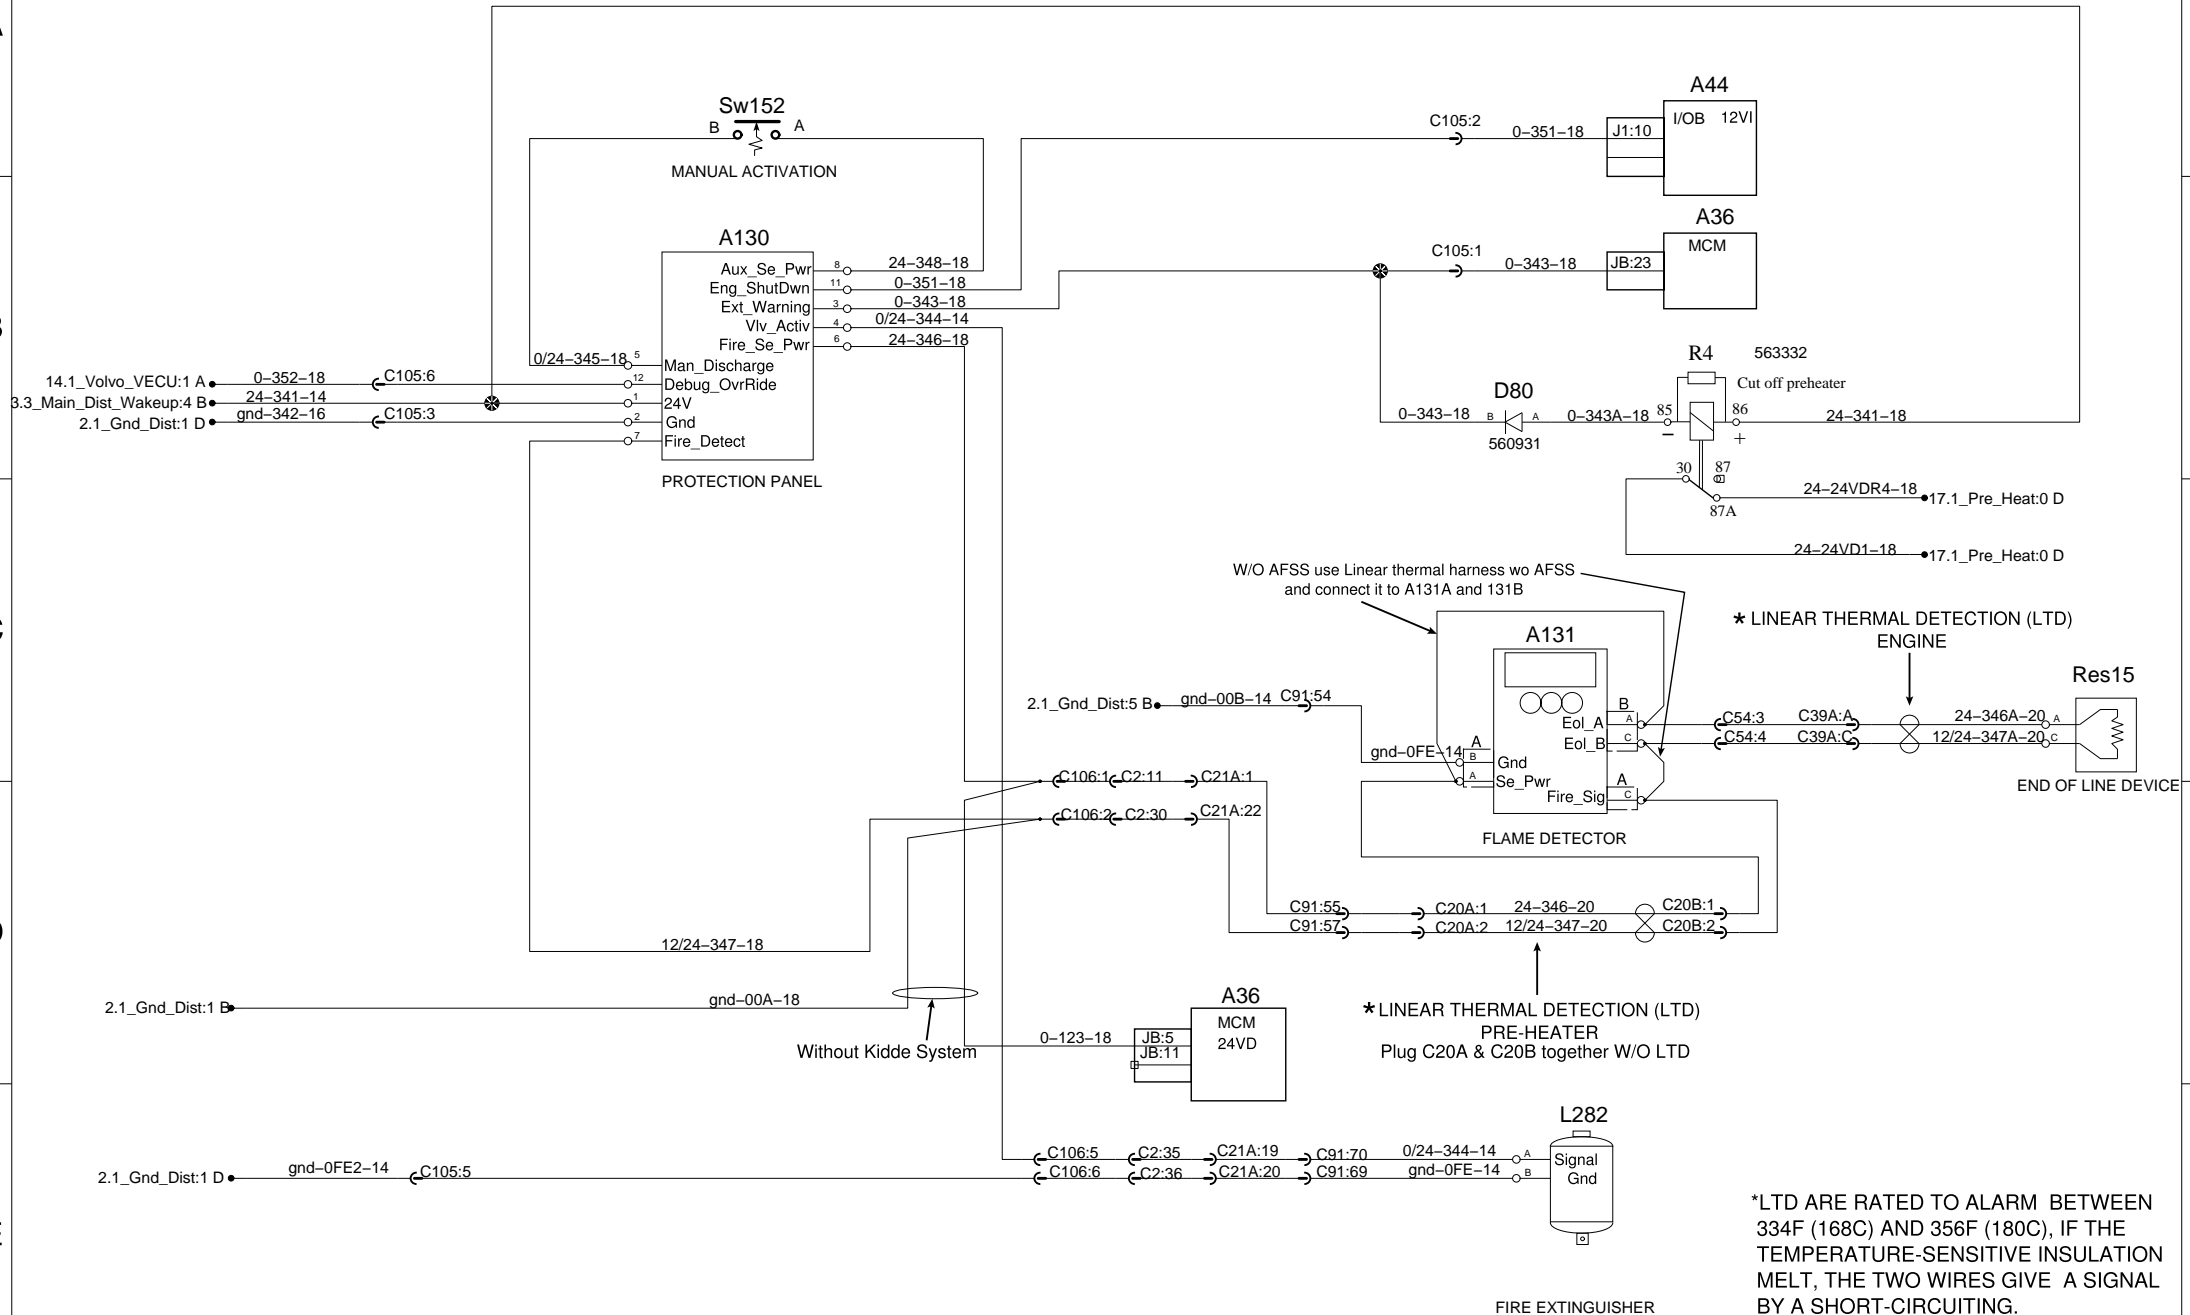 A44
I/OB 12VI
J1:10
C105:2
0−351−18
Sw152
B
A
MANUAL ACTIVATION
A36
MCM
JB:23
C105:1
0−343−18
A130
Aux_Se_Pwr
8
24−348−18
Eng_ShutDwn
11
0−351−18
Ext_Warning
3
0−343−18
Vlv_Activ
4
0/24−344−14
Fire_Se_Pwr
6
24−346−18
0/24−345−18
5
Man_Discharge
14.1_Volvo_VECU:1 A
0−352−18
C105:6
12
Debug_OvrRide
3.3_Main_Dist_Wakeup:4 B
24−341−14
1
24V
2.1_Gnd_Dist:1 D
gnd−342−16
C105:3
2
Gnd
7
Fire_Detect
PROTECTION PANEL
R4
563332
Cut off preheater
D80
0−343−18
B
A
560931
0−343A−18
85
−
86
+
24−341−18
30
87
87A
24−24VDR4−18
17.1_Pre_Heat:0 D
24−24VD1−18
17.1_Pre_Heat:0 D
W/O AFSS use Linear thermal harness wo AFSS
and connect it to A131A and 131B
* LINEAR THERMAL DETECTION (LTD)
ENGINE
A131
Res15
2.1_Gnd_Dist:5 B
gnd−00B−14
C91:54
B
Eol_A
A
C54:3
C39A:A
24−346A−20
A
Eol_B
C
C54:4
C39A:C
12/24−347A−20
C
gnd−0FE−14
A
B
Gnd
A
Se_Pwr
A
Fire_Sig
C
END OF LINE DEVICE
FLAME DETECTOR
C106:1
C2:11
C21A:1
C106:2
C2:30
C21A:22
C91:55
C20A:1
24−346−20
C20B:1
C91:57
C20A:2
12/24−347−20
C20B:2
12/24−347−18
2.1_Gnd_Dist:1 B
gnd−00A−18
Without Kidde System
* LINEAR THERMAL DETECTION (LTD)
PRE-HEATER
Plug C20A & C20B together W/O LTD
A36
MCM
24VD
0−123−18
JB:5
JB:11
L282
C106:5
C2:35
C21A:19
C91:70
0/24−344−14
A
Signal
2.1_Gnd_Dist:1 D
gnd−0FE2−14
C105:5
C106:6
C2:36
C21A:20
C91:69
gnd−0FE−14
B
Gnd
FIRE EXTINGUISHER
*LTD ARE RATED TO ALARM BETWEEN
334F (168C) AND 356F (180C), IF THE
TEMPERATURE-SENSITIVE INSULATION
MELT, THE TWO WIRES GIVE A SIGNAL
BY A SHORT-CIRCUITING.